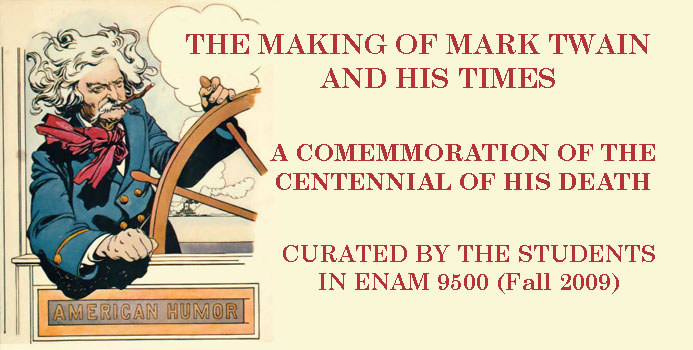 THE MAKING OF MARK TWAIN
AND HIS TIMES
A COMEMMORATION OF THE
CENTENNIAL OF HIS DEATH
CURATED BY THE STUDENTS
IN ENAM 9500 (Fall 2009)
AMERICAN HUMOR